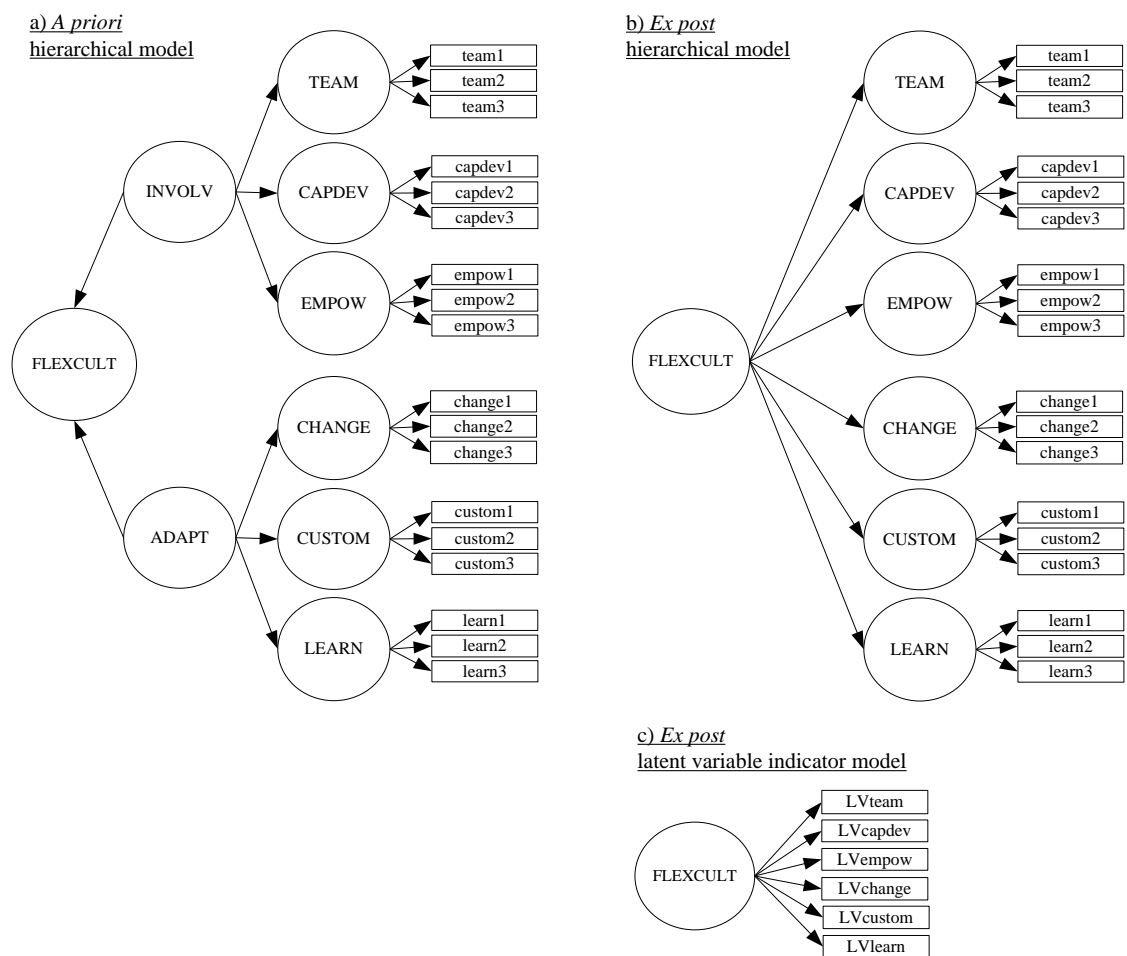 a) A priori
hierarchical model
TEAM
team1
team2
team3
INVOLV
CAPDEV
capdev1
capdev2
capdev3
EMPOW
empow1
empow2
empow3
FLEXCULT
CHANGE
change1
change2
change3
ADAPT
CUSTOM
custom1
custom2
custom3
LEARN
learn1
learn2
learn3
b) Ex post
hierarchical model
TEAM
team1
team2
team3
CAPDEV
capdev1
capdev2
capdev3
EMPOW
empow1
empow2
empow3
FLEXCULT
CHANGE
change1
change2
change3
CUSTOM
custom1
custom2
custom3
LEARN
learn1
learn2
learn3
c) Ex post
latent variable indicator model
FLEXCULT
LVteam
LVcapdev
LVempow
LVchange
LVcustom
LVlearn